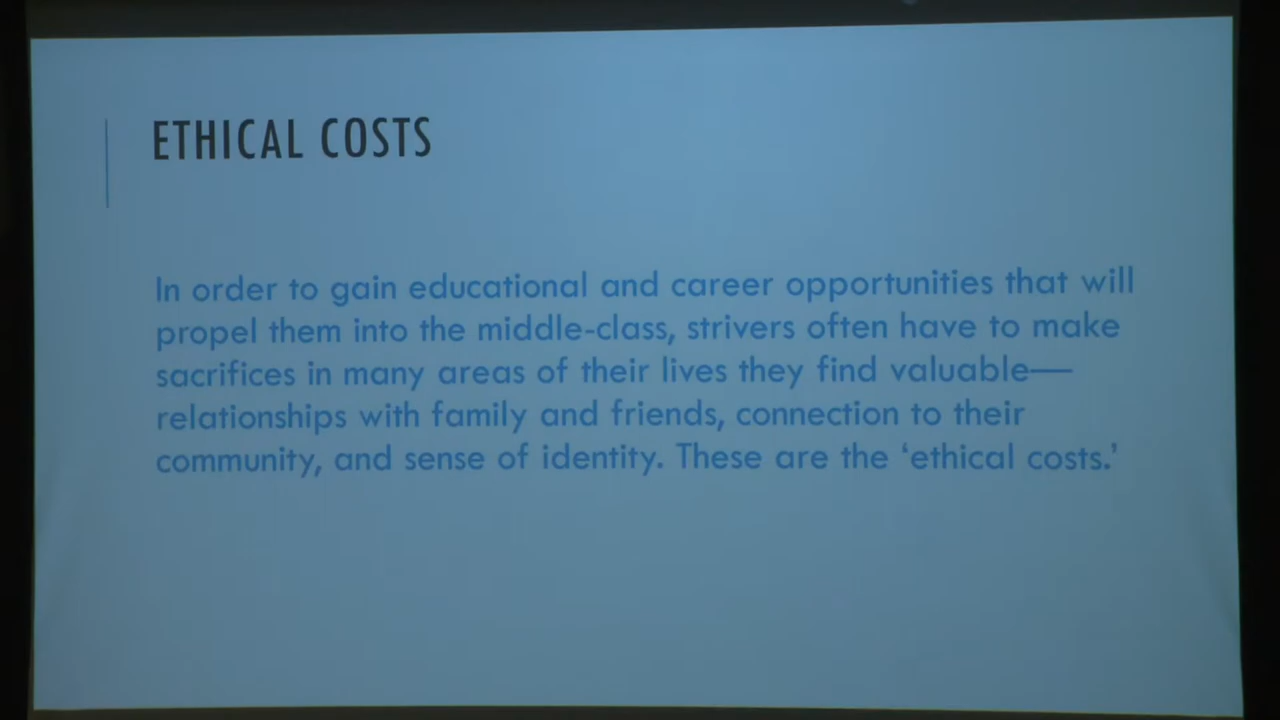 ETHICAL COSTS
In order to gain educational and career opportunities that will
propel them into the middle-class, strivers often have to make
sacrifices in many areas of their lives they find valuable—
relationships with family and friends, connection to their
community, and sense of identity. These are the ‘ethical costs.’